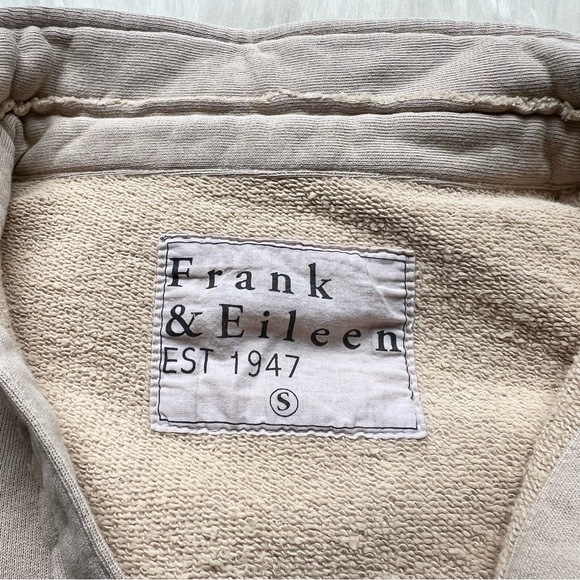 Frank
& Eileen
EST 1947
S